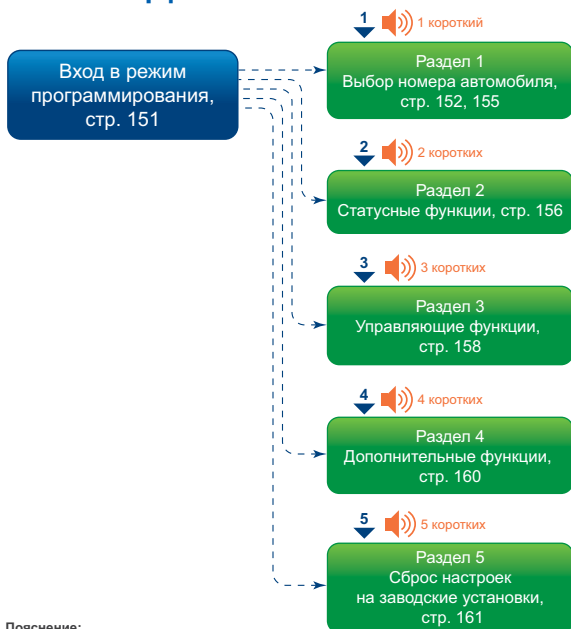 1 1 короткий
Вход в режим
программирования,
стр. 151
Раздел 1
Выбор номера автомобиля,
стр. 152, 155
2 2 коротких
Раздел 2
Статусные функции, стр. 156
3 3 коротких
Раздел 3
Управляющие функции,
стр. 158
4 4 коротких
Раздел 4
Дополнительные функции,
стр. 160
5 5 коротких
Раздел 5
Сброс настроек
на заводские установки,
стр. 161
Пояснение: